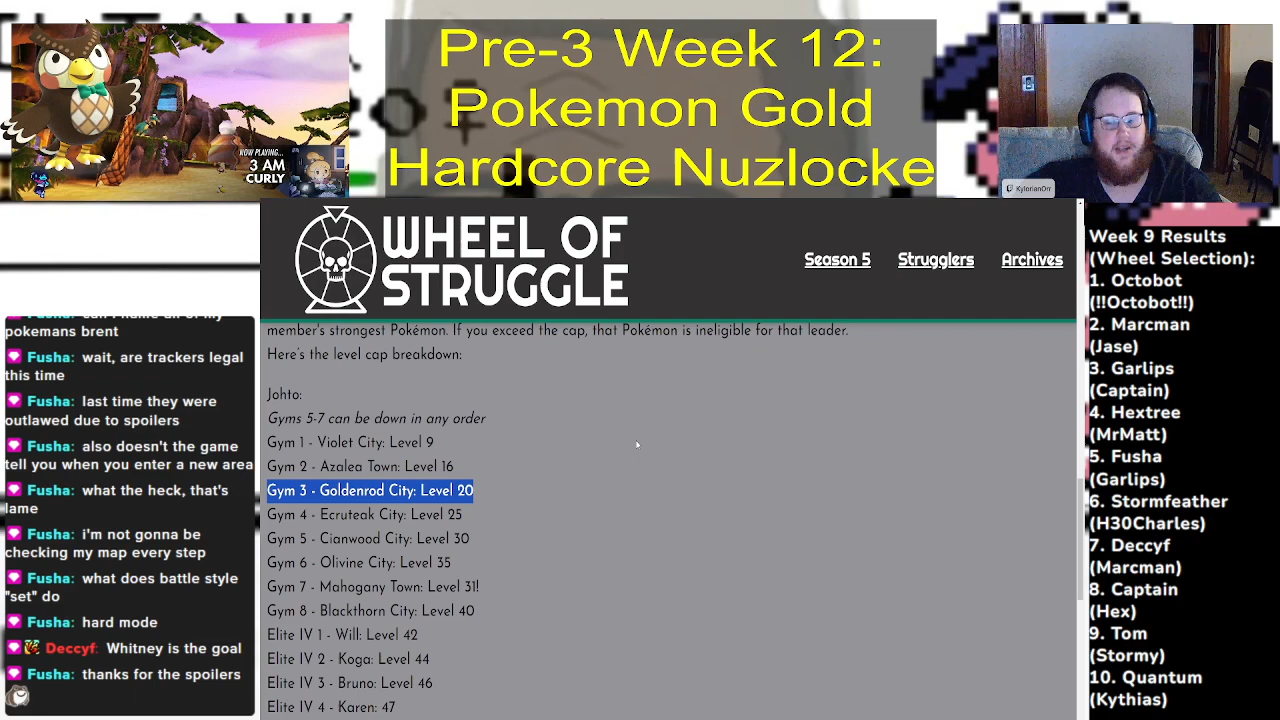 Pre-3 Week 12:
Pokemon Gold
Hardcore Nuzlocke
NOW PLAYING...
3 AM
CURLY
KylorianOrr
WHEEL OF
STRUGGLE
Season 5
Strugglers
Archives
member's strongest Pokémon. If you exceed the cap, that Pokémon is ineligible for that leader.
Here's the level cap breakdown:
Johto:
Gyms 5-7 can be down in any order
Gym 1 - Violet City: Level 9
Gym 2 - Azalea Town: Level 16
Gym 3 - Goldenrod City: Level 20
Gym 4 - Ecruteak City: Level 25
Gym 5 - Cianwood City: Level 30
Gym 6 - Olivine City: Level 35
Gym 7 - Mahogany Town: Level 31!
Gym 8 - Blackthorn City: Level 40
Elite IV 1 - Will: Level 42
Elite IV 2 - Koga: Level 44
Elite IV 3 - Bruno: Level 46
Elite IV 4 - Karen: 47
pokemans brent
Fusha: wait, are trackers legal
this time
Fusha: last time they were
outlawed due to spoilers
Fusha: also doesn't the game
tell you when you enter a new area
Fusha: what the heck, that's
lame
Fusha: i'm not gonna be
checking my map every step
Fusha: what does battle style
"set" do
Fusha: hard mode
Deccyf: Whitney is the goal
Fusha: thanks for the spoilers
Week 9 Results
(Wheel Selection):
1. Octobot
(!!Octobot!!)
2. Marcman
(Jase)
3. Garlips
(Captain)
4. Hextree
(MrMatt)
5. Fusha
(Garlips)
6. Stormfeather
(H30Charles)
7. Deccyf
(Marcman)
8. Captain
(Hex)
9. Tom
(Stormy)
10. Quantum
(Kythias)